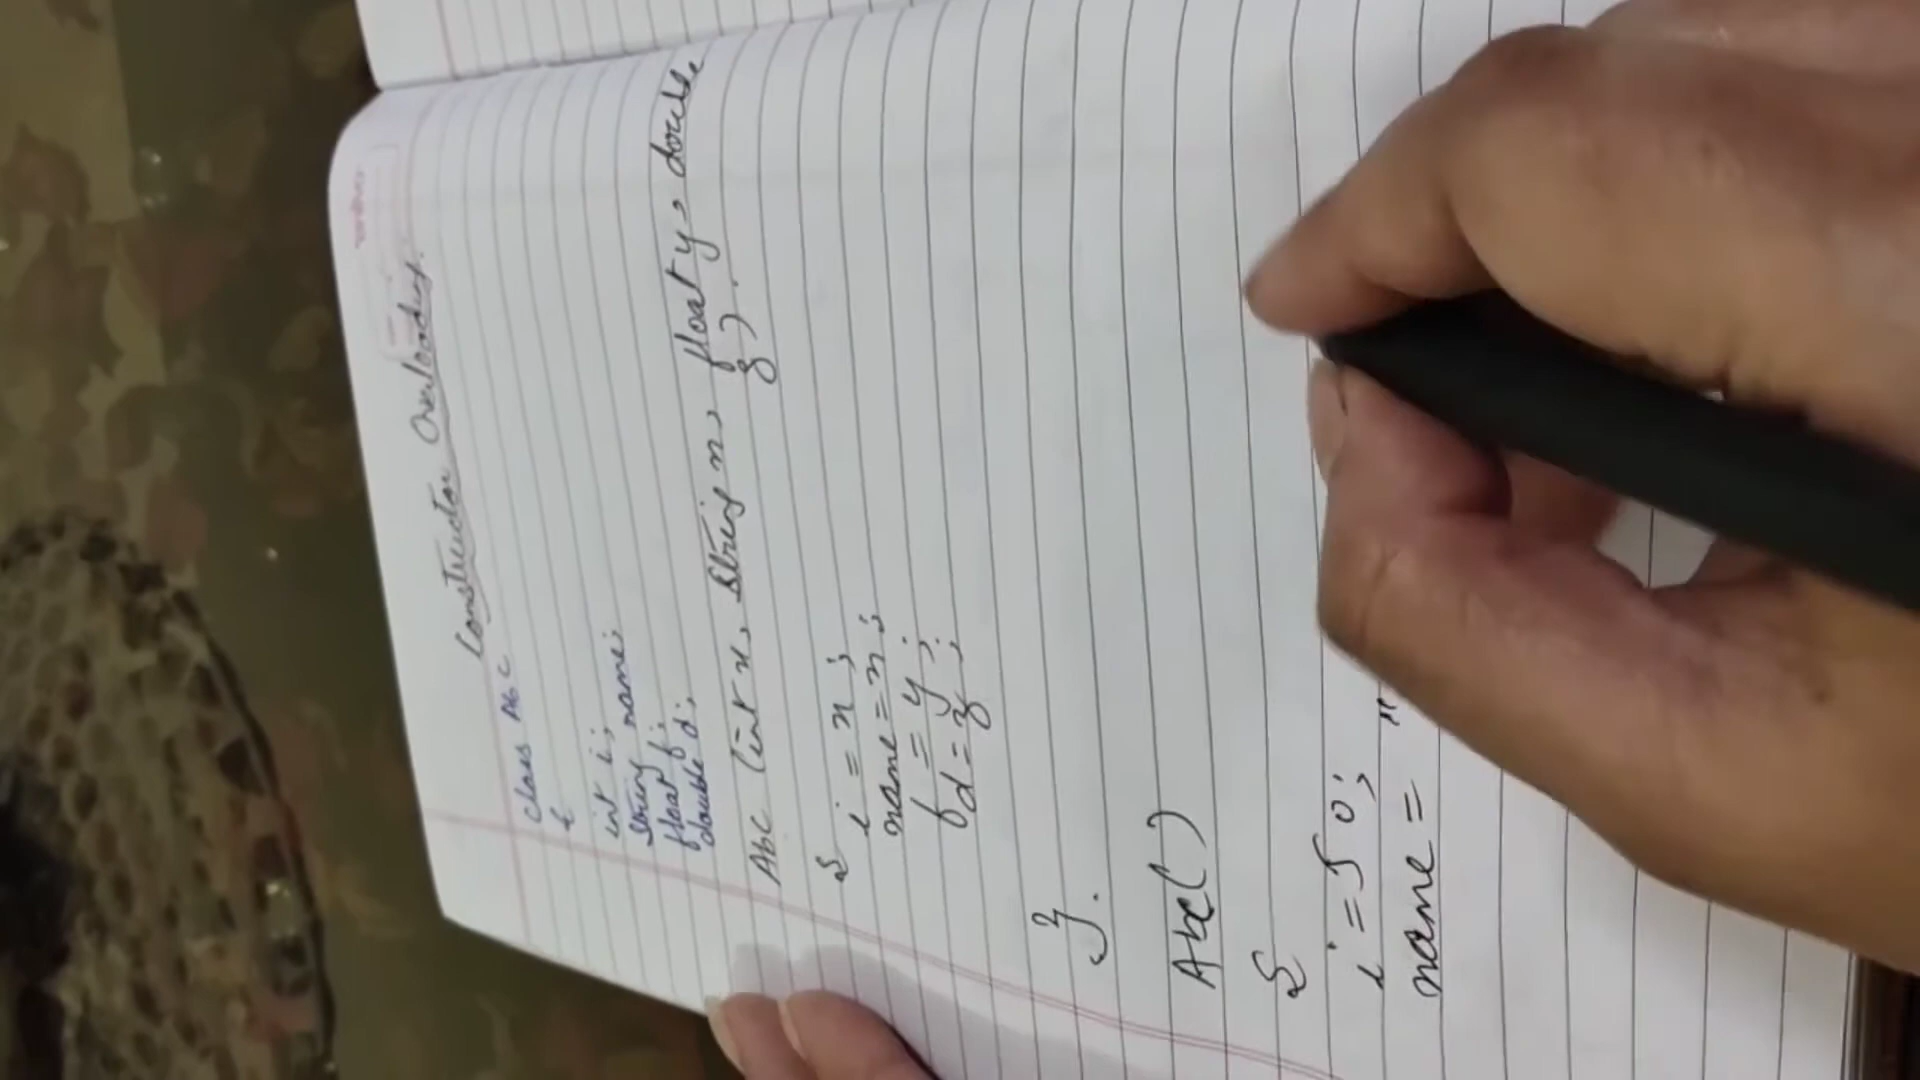 Constructor Overloading.
class Abc
{
int i;
String name;
float f;
double d;
Abc (int x, String n, float y, double
z)
{
i = x;
name = n;
f = y;
d = z;
}
Abc()
{
i = 50;
name = "